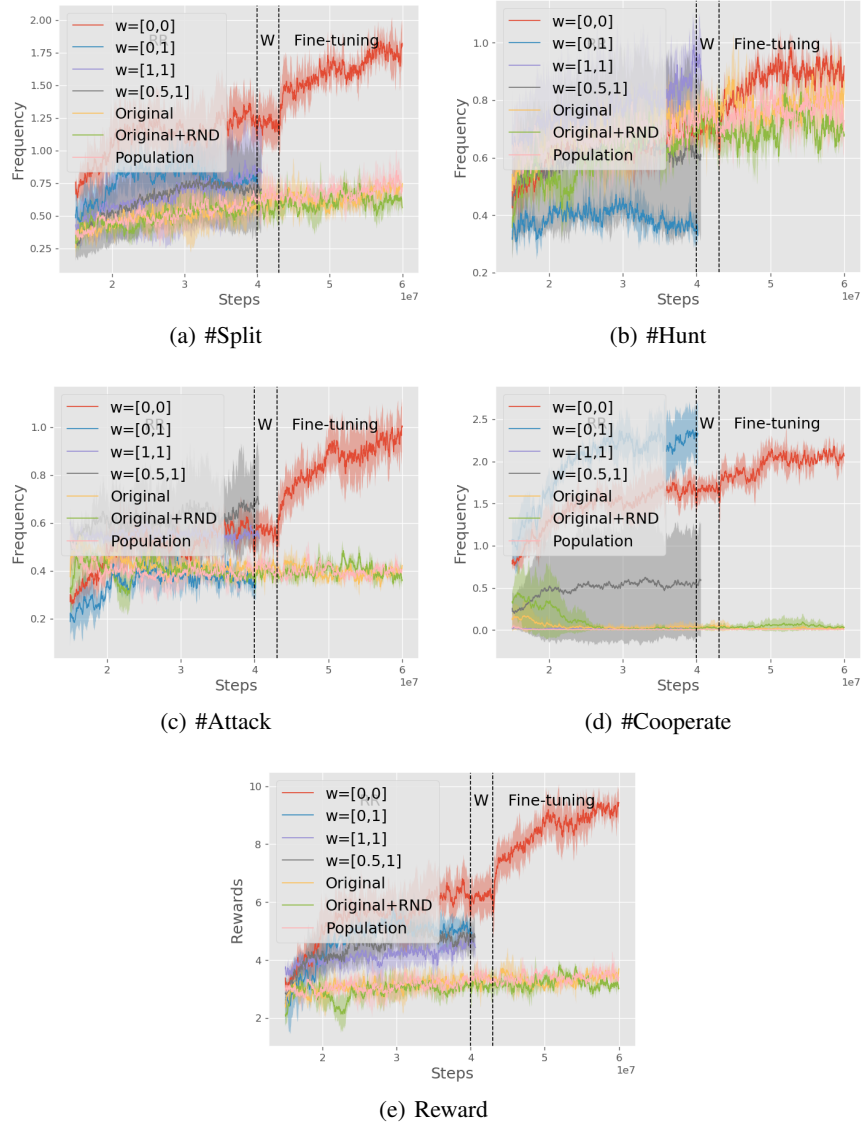 2.00
1.75
1.50
1.25
1.00
0.75
0.50
0.25
Frequency
w=[0,0]
w=[0,1]
w=[1,1]
w=[0.5,1]
Original
Original+RND
Population
RR
W
Fine-tuning
2 3 4 5 6
1e7
Steps
(a) #Split
1.0
0.8
0.6
0.4
0.2
Frequency
w=[0,0]
w=[0,1]
w=[1,1]
w=[0.5,1]
Original
Original+RND
Population
RR
W
Fine-tuning
2 3 4 5 6
1e7
Steps
(b) #Hunt
1.0
0.8
0.6
0.4
0.2
Frequency
w=[0,0]
w=[0,1]
w=[1,1]
w=[0.5,1]
Original
Original+RND
Population
RR
W
Fine-tuning
2 3 4 5 6
1e7
Steps
(c) #Attack
2.5
2.0
1.5
1.0
0.5
0.0
Frequency
w=[0,0]
w=[0,1]
w=[1,1]
w=[0.5,1]
Original
Original+RND
Population
RR
W
Fine-tuning
2 3 4 5 6
1e7
Steps
(d) #Cooperate
10
8
6
4
2
Rewards
w=[0,0]
w=[0,1]
w=[1,1]
w=[0.5,1]
Original
Original+RND
Population
RR
W
Fine-tuning
2 3 4 5 6
1e7
Steps
(e) Reward